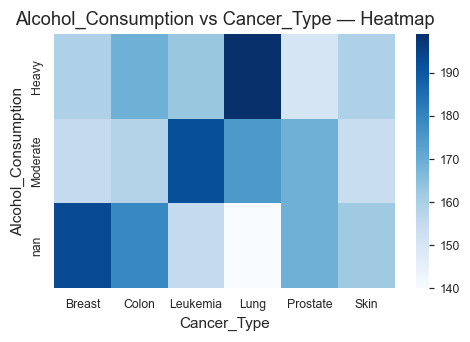 Alcohol_Consumption vs Cancer_Type — Heatmap
Alcohol_Consumption
Heavy
Moderate
nan
Breast Colon Leukemia Lung Prostate Skin
Cancer_Type
190
180
170
160
150
140